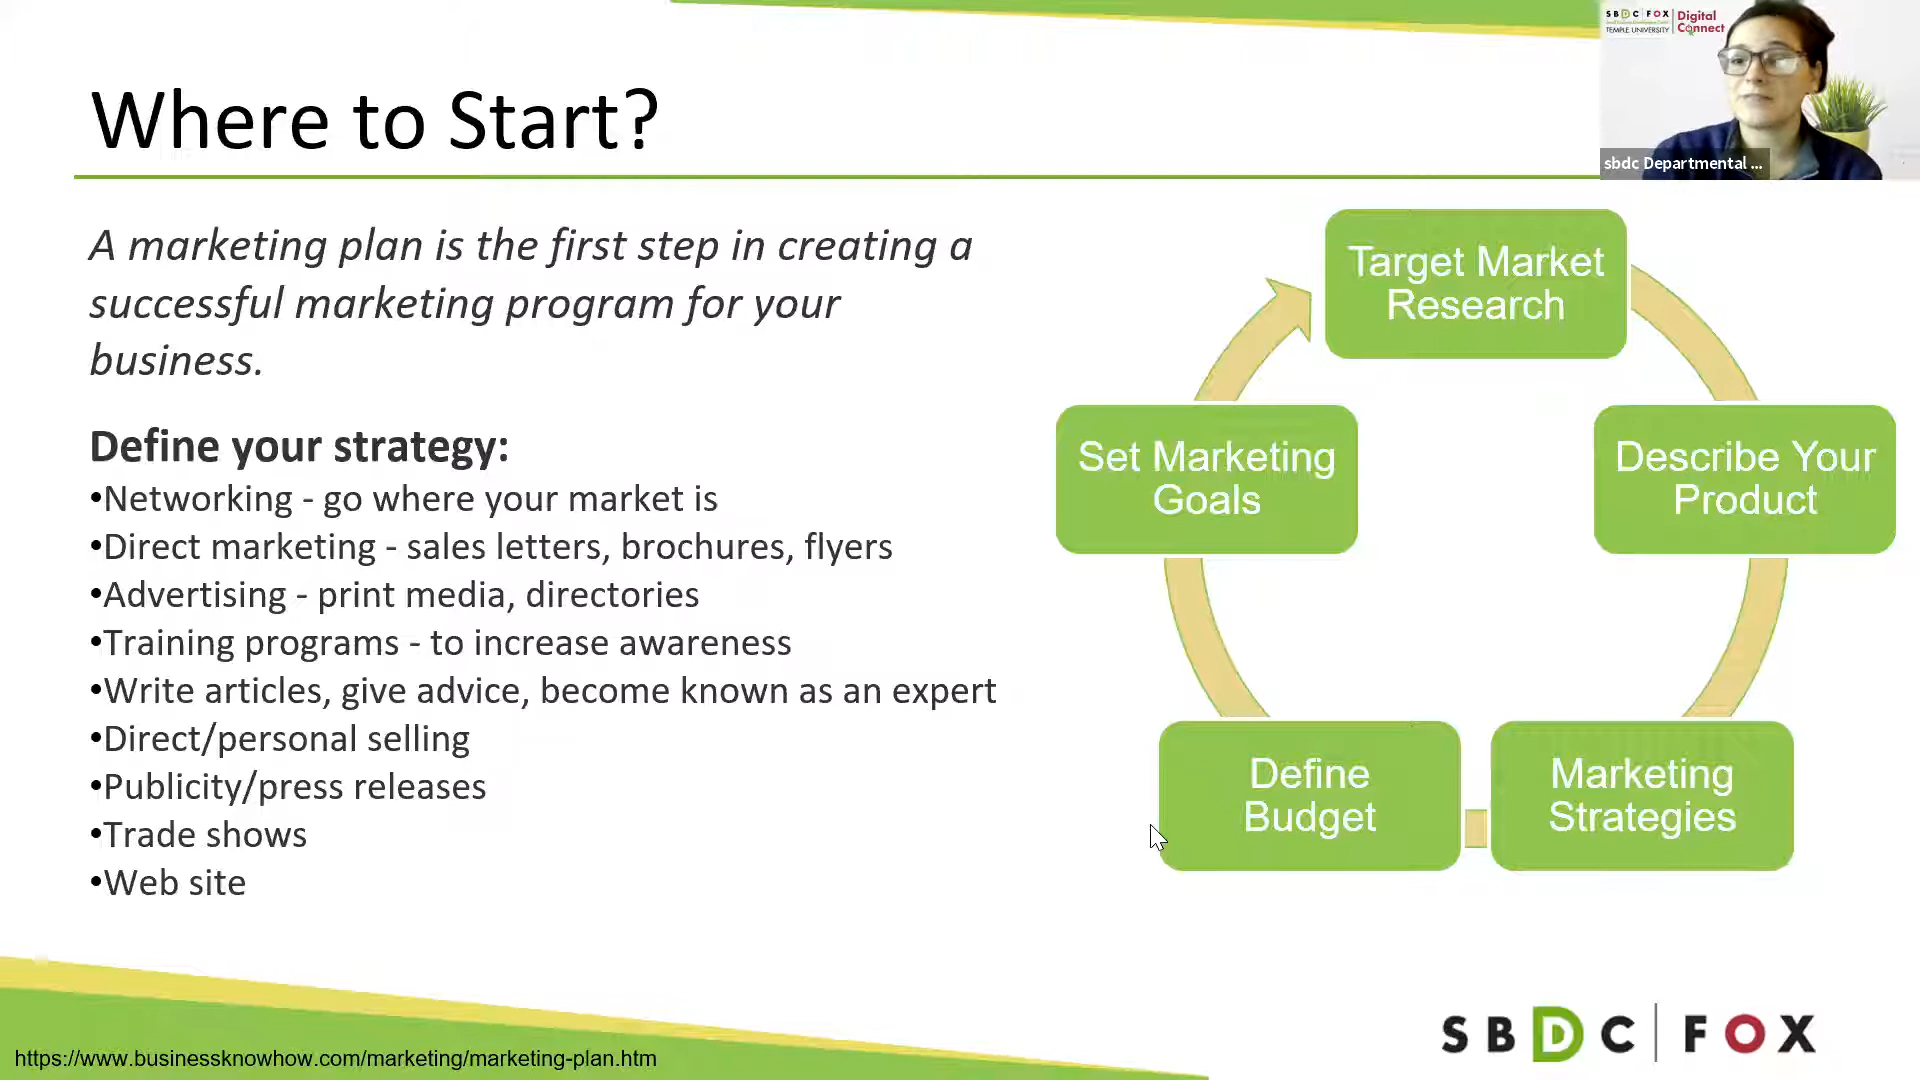 SBDC FOX
TEMPLE UNIVERSITY
Digital
Connect
sbdc Departmental ...
Where to Start?
A marketing plan is the first step in creating a
successful marketing program for your
business.
Define your strategy:
•Networking - go where your market is
•Direct marketing - sales letters, brochures, flyers
•Advertising - print media, directories
•Training programs - to increase awareness
•Write articles, give advice, become known as an expert
•Direct/personal selling
•Publicity/press releases
•Trade shows
•Web site
Target Market
Research
Describe Your
Product
Marketing
Strategies
Define
Budget
Set Marketing
Goals
https://www.businessknowhow.com/marketing/marketing-plan.htm
SBDC FOX